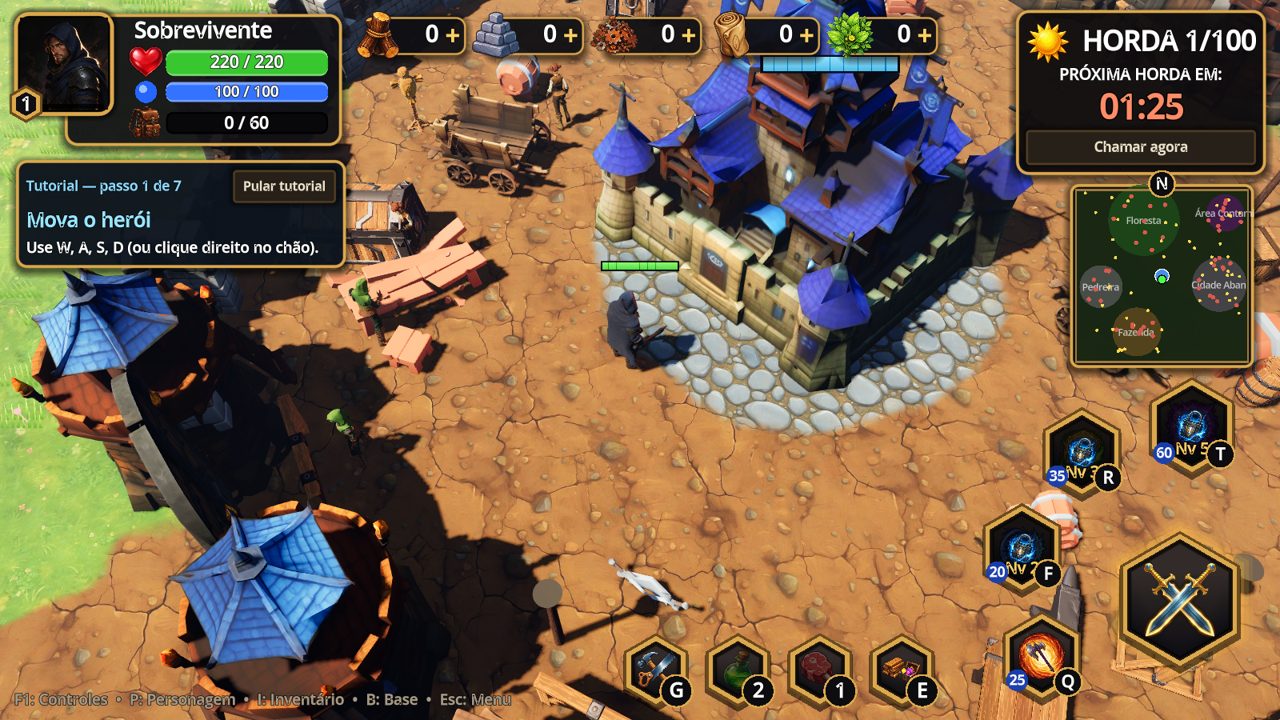 Sobrevivente
220 / 220
100 / 100
0 / 60
1
0 +
0 +
0 +
0 +
0 +
HORDA 1/100
PRÓXIMA HORDA EM:
01:25
Chamar agora
Tutorial — passo 1 de 7
Pular tutorial
Mova o herói
Use W, A, S, D (ou clique direito no chão).
N
Floresta
Área Contam
Pedreira
Cidade Aban
Fazenda
60
Nv 5
T
35
R
20
F
25
Q
G
2
1
E
F1: Controles • P: Personagem • I: Inventário • B: Base • Esc: Menu